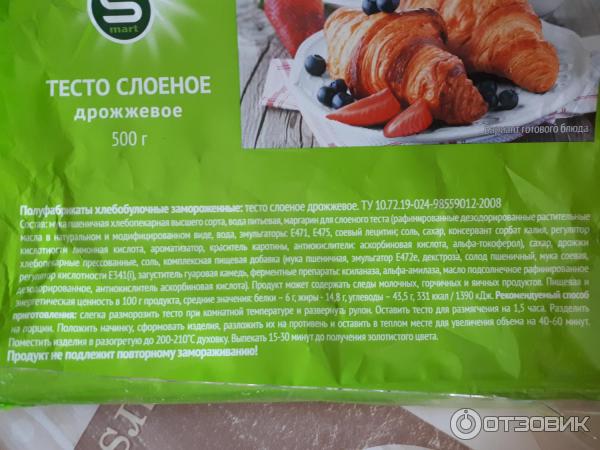 S
mart
ТЕСТО СЛОЕНОЕ
дрожжевое
500 г
вариант готового блюда
Полуфабрикаты хлебобулочные замороженные: тесто слоеное дрожжевое. ТУ 10.72.19-024-98559012-2008
Состав: мука пшеничная хлебопекарная высшего сорта, вода питьевая, маргарин для слоеного теста (рафинированные дезодорированные растительные
масла в натуральном и модифицированном виде, вода, эмульгаторы: Е471, Е475, соевый лецитин; соль, сахар, консервант сорбат калия, регулятор
кислотности лимонная кислота, ароматизатор, краситель каротины, антиокислители: аскорбиновая кислота, альфа-токоферол), сахар, дрожжи
хлебопекарные прессованные, соль, комплексная пищевая добавка (мука пшеничная, эмульгатор Е472е, декстроза, солод пшеничный, мука соевая,
регулятор кислотности Е341(i), загуститель гуаровая камедь, ферментные препараты: ксиланаза, альфа-амилаза, масло подсолнечное рафинированное
дезодорированное, антиокислитель аскорбиновая кислота). Продукт может содержать следы молочных, горчичных и яичных продуктов. Пищевая и
энергетическая ценность в 100 г продукта, средние значения: белки – 6 г, жиры - 14,8 г, углеводы – 43,5 г, 331 ккал / 1390 кДж. Рекомендуемый способ
приготовления: слегка разморозить тесто при комнатной температуре и развернуть рулон. Оставить тесто для размягчения на 1,5 часа. Разделить
на порции. Положить начинку, сформовать изделия, разложить их на противень и оставить в теплом месте для увеличения объема на 40-60 минут.
Поместить изделия в разогретую до 200-210°С духовку. Выпекать 15-30 минут до получения золотистого цвета.
Продукт не подлежит повторному замораживанию!
ОТЗОВИК